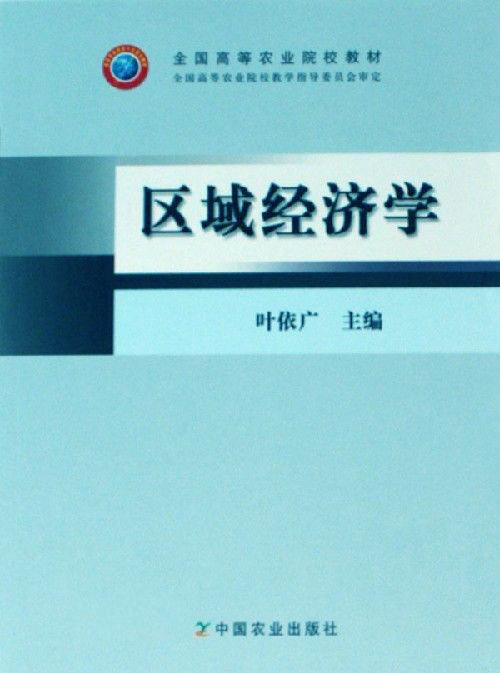 全国高等农业院校教材
全国高等农业院校教学指导委员会审定
区域经济学
叶依广 主编
中国农业出版社